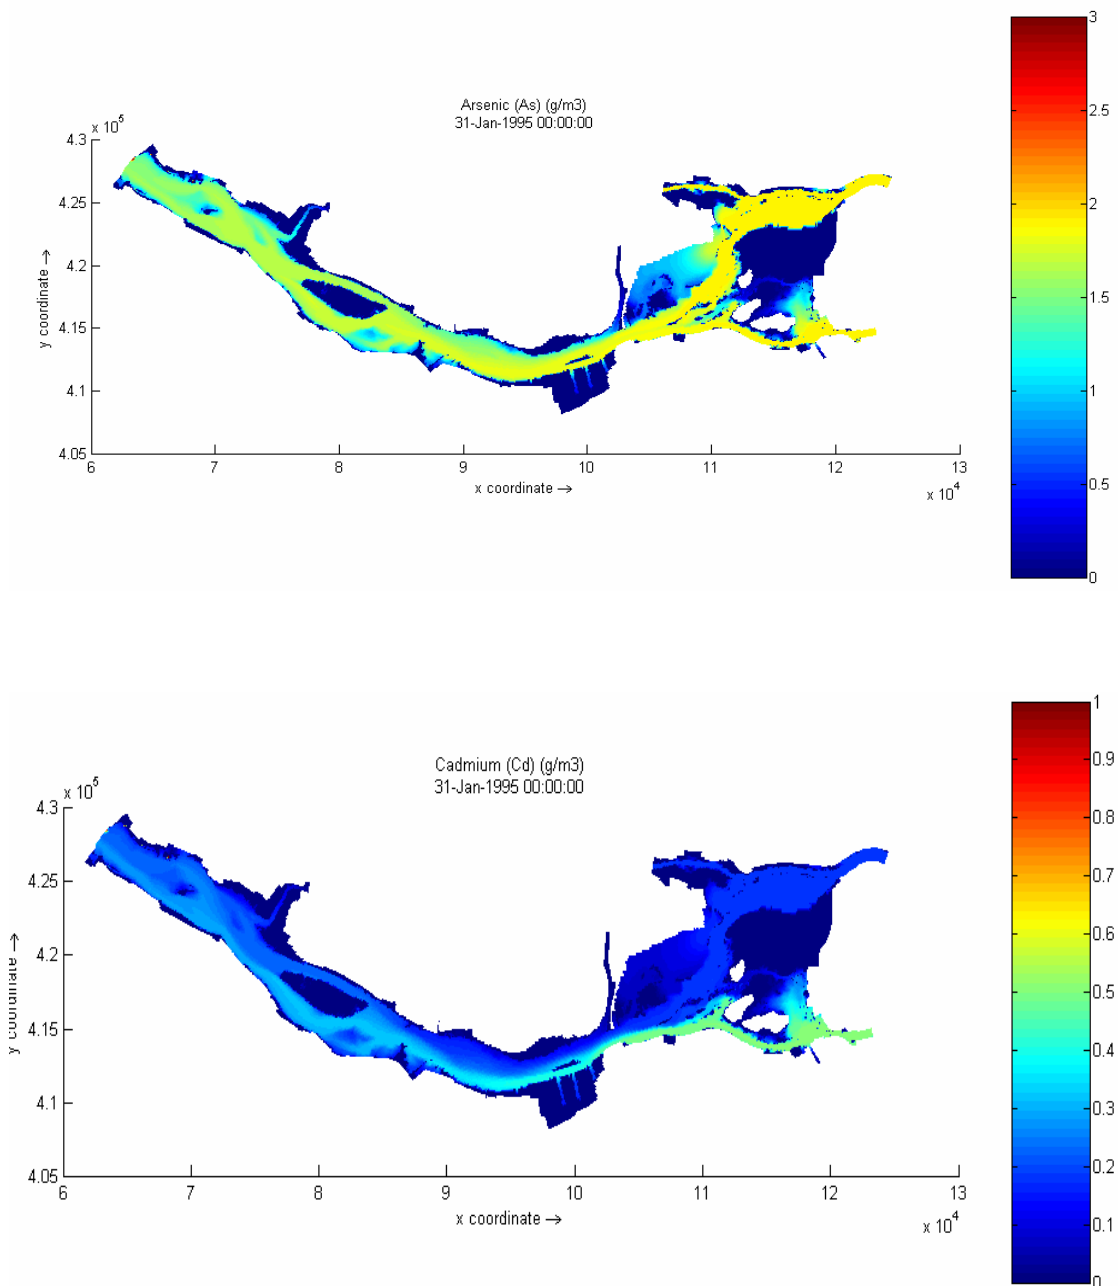 3
2.5
2
1.5
1
0.5
0
Arsenic (As) (g/m3)
31-Jan-1995 00:00:00
x 10^5
4.3
4.25
4.2
4.15
4.1
4.05
y coordinate →
6 7 8 9 10 11 12 13
x coordinate →
x 10^4
1
0.9
0.8
0.7
0.6
0.5
0.4
0.3
0.2
0.1
0
Cadmium (Cd) (g/m3)
31-Jan-1995 00:00:00
x 10^5
4.3
4.25
4.2
4.15
4.1
4.05
y coordinate →
6 7 8 9 10 11 12 13
x coordinate →
x 10^4